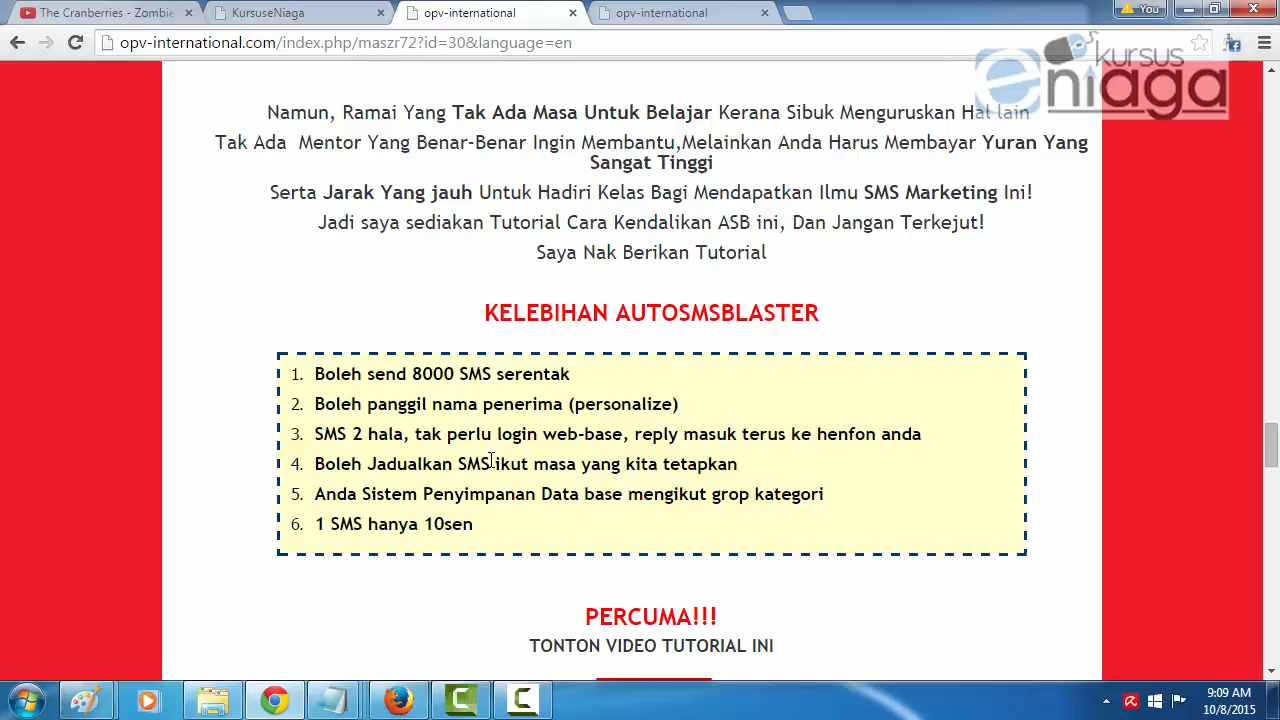 The Cranberries - Zombie
KursuseNiaga
opv-international
opv-international
You
opv-international.com/index.php/maszr72?id=30&language=en
kursus
eniaga
Namun, Ramai Yang Tak Ada Masa Untuk Belajar Kerana Sibuk Menguruskan Hal lain
Tak Ada Mentor Yang Benar-Benar Ingin Membantu,Melainkan Anda Harus Membayar Yuran Yang
Sangat Tinggi
Serta Jarak Yang jauh Untuk Hadiri Kelas Bagi Mendapatkan Ilmu SMS Marketing Ini!
Jadi saya sediakan Tutorial Cara Kendalikan ASB ini, Dan Jangan Terkejut!
Saya Nak Berikan Tutorial
KELEBIHAN AUTOSMSBLASTER
1. Boleh send 8000 SMS serentak
2. Boleh panggil nama penerima (personalize)
3. SMS 2 hala, tak perlu login web-base, reply masuk terus ke henfon anda
4. Boleh Jadualkan SMS ikut masa yang kita tetapkan
5. Anda Sistem Penyimpanan Data base mengikut grop kategori
6. 1 SMS hanya 10sen
PERCUMA!!!
TONTON VIDEO TUTORIAL INI
9:09 AM
10/8/2015